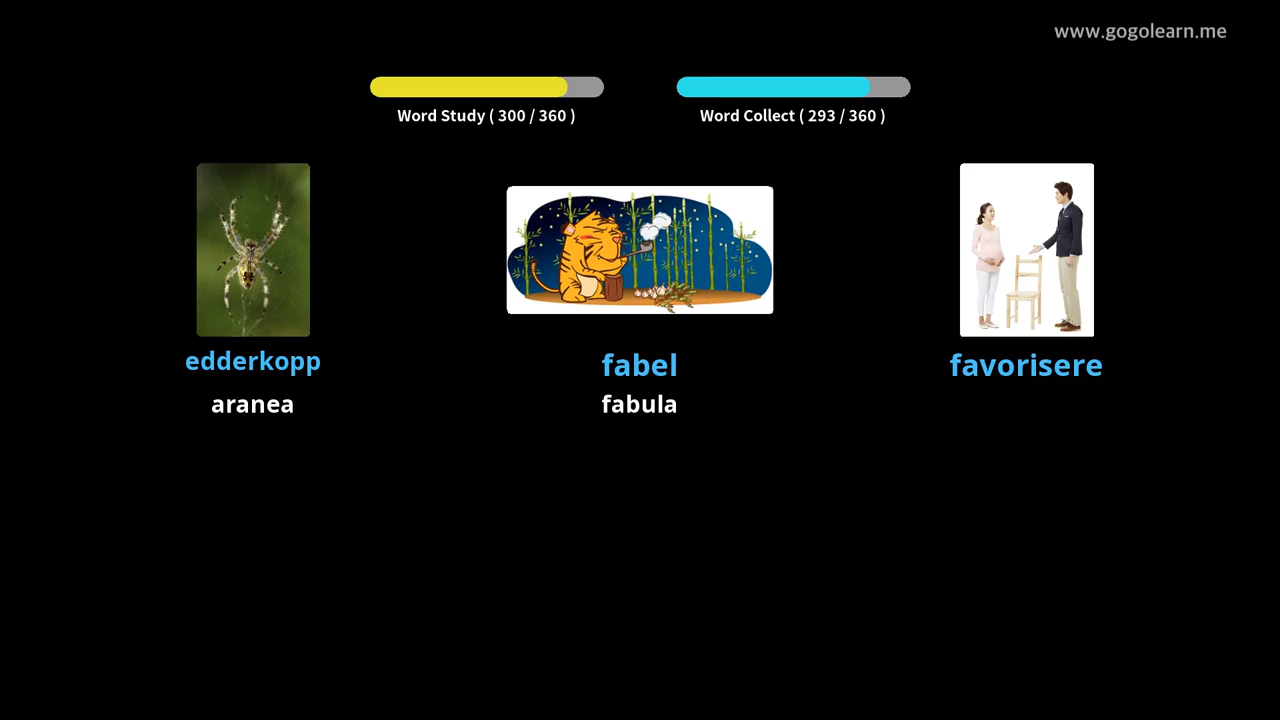 www.gogolearn.me
Word Study ( 300 / 360 )
Word Collect ( 293 / 360 )
edderkopp
fabel
favorisere
aranea
fabula